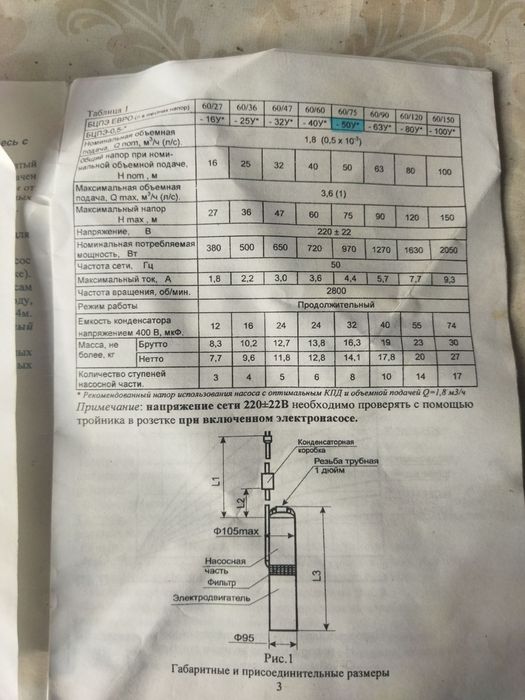 Таблица 1
БЦПЭ ЕВРО 60/27 60/36 60/47 60/60 60/75 60/90 60/120 60/150
БЦПЭ-0,5-* - 16У* - 25У* - 32У* - 40У* - 50У* - 63У* - 80У* - 100У*
Номинальная объемная подача, Q nom, м³/ч (л/с). 1,8 (0,5 x 10⁻³)
Общий напор при номи-
нальной объемной подаче,
Н nom , м 16 25 32 40 50 63 80 100
Максимальная объемная
подача, Q max, м³/ч (л/с). 3,6 (1)
Максимальный напор
Н max , м 27 36 47 60 75 90 120 150
Напряжение, В 220 ± 22
Номинальная потребляемая
мощность, Вт 380 500 650 720 970 1270 1630 2050
Частота сети, Гц 50
Максимальный ток, А 1,8 2,2 3,0 3,6 4,4 5,7 7,7 9,3
Частота вращения, об/мин. 2800
Режим работы Продолжительный
Емкость конденсатора
напряжением 400 В, мкФ. 12 16 24 24 32 40 55 74
Масса, не
более, кг
Брутто 8,3 10,2 12,7 13,8 16,3 19 23 30
Нетто 7,7 9,6 11,8 12,8 14,1 17,8 20 27
Количество ступеней
насосной части. 3 4 5 6 8 10 14 17
* Рекомендованный напор использования насоса с оптимальным КПД и объемной подачей Q=1,8 м3/ч
Примечание: напряжение сети 220±22В необходимо проверять с помощью
тройника в розетке при включенном электронасосе.
Конденсаторная
коробка
Резьба трубная
1 дюйм
L1
L2
Ф105max
Насосная
часть
Фильтр
Электродвигатель
L3
Ф95
Рис.1
Габаритные и присоединительные размеры
3